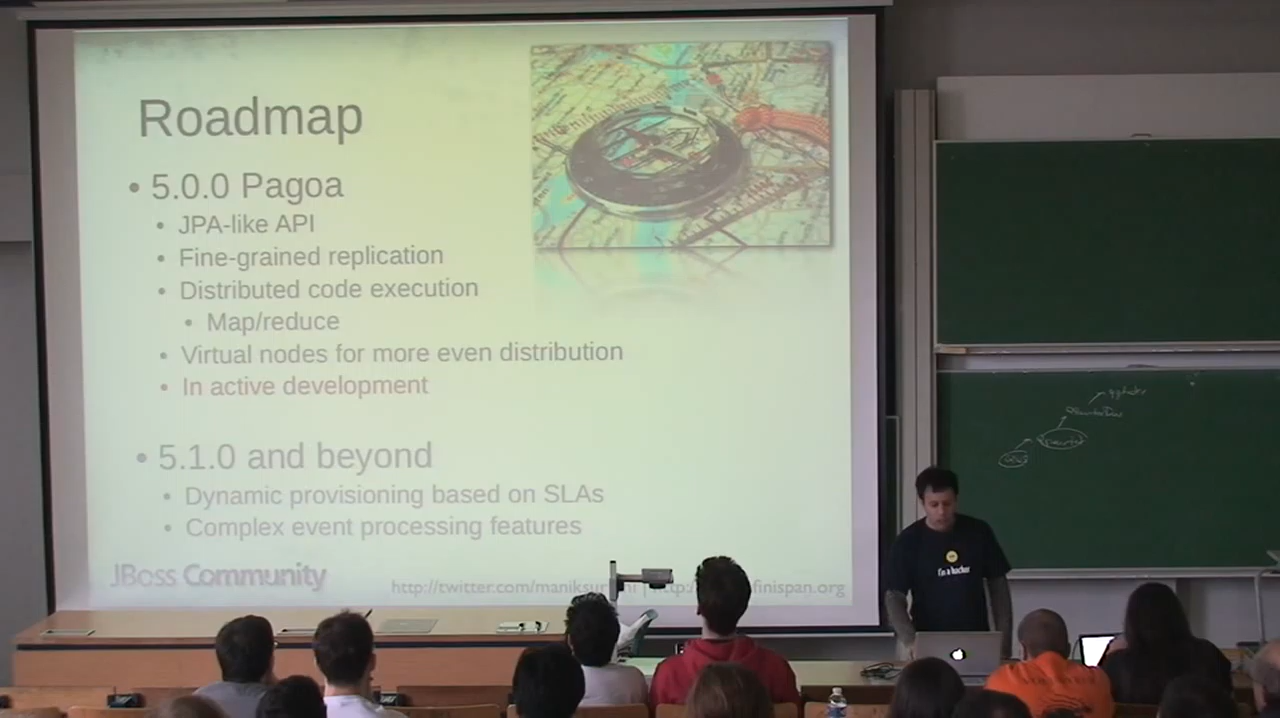 Roadmap
• 5.0.0 Pagoa
• JPA-like API
• Fine-grained replication
• Distributed code execution
• Map/reduce
• Virtual nodes for more even distribution
• In active development
• 5.1.0 and beyond
• Dynamic provisioning based on SLAs
• Complex event processing features
JBoss Community
I'm a hacker